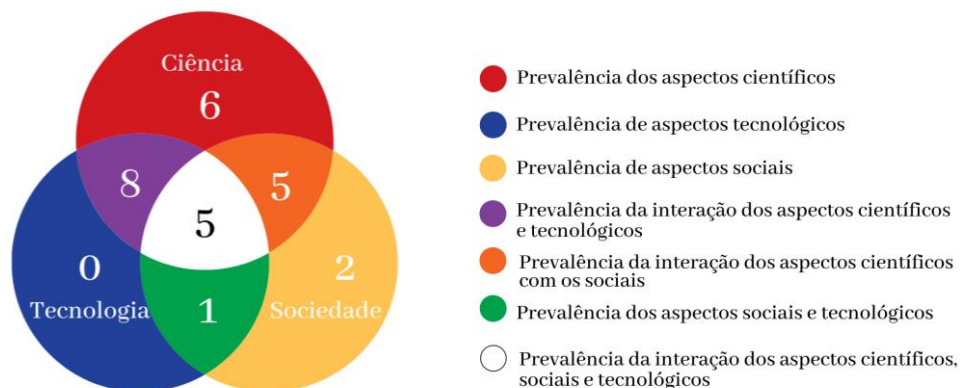 Ciência
6
8
5
5
0
2
Tecnologia
1
Sociedade
Prevalência dos aspectos científicos
Prevalência de aspectos tecnológicos
Prevalência de aspectos sociais
Prevalência da interação dos aspectos científicos
e tecnológicos
Prevalência da interação dos aspectos científicos
com os sociais
Prevalência dos aspectos sociais e tecnológicos
Prevalência da interação dos aspectos científicos,
sociais e tecnológicos